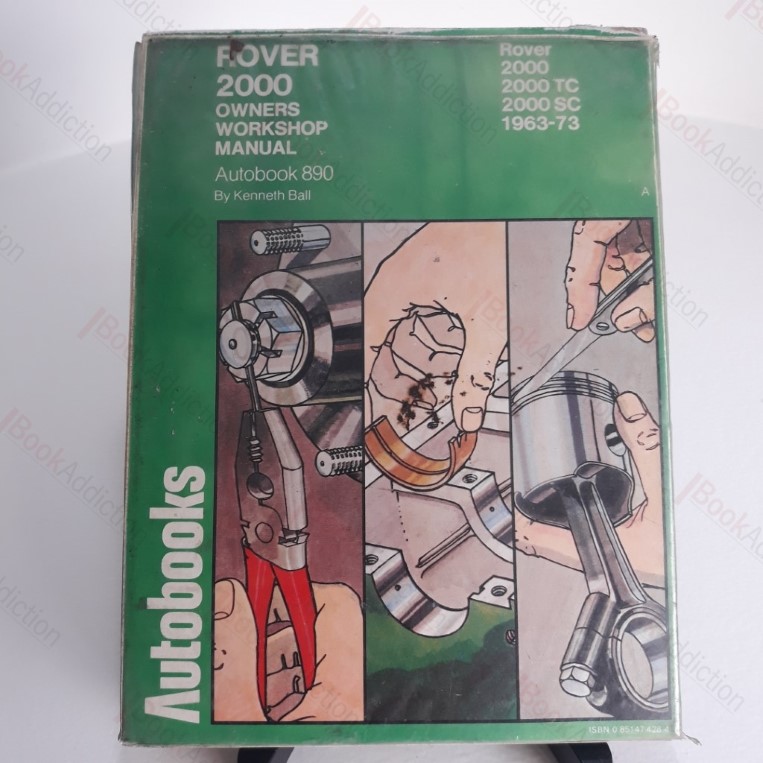 ROVER
2000
OWNERS
WORKSHOP
MANUAL
Autobook 890
By Kenneth Ball
Rover
2000
2000 TC
2000 SC
1963-73
A
Autobooks
BookAddiction